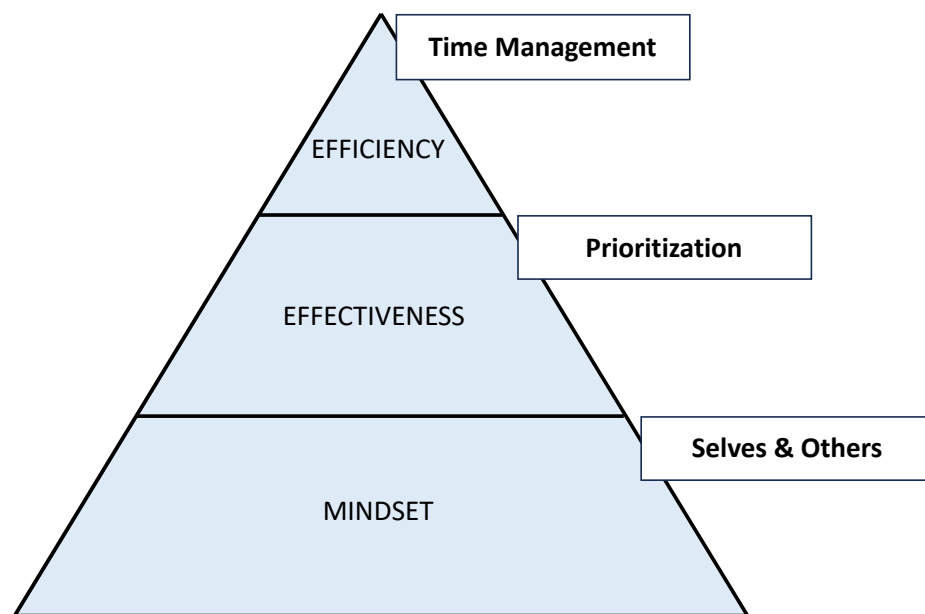 Time Management
EFFICIENCY
Prioritization
EFFECTIVENESS
Selves & Others
MINDSET